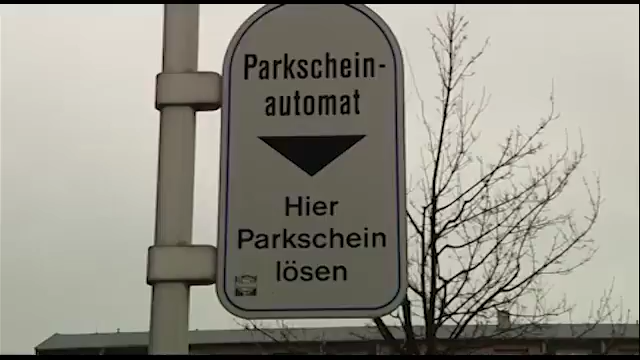 Parkschein-
automat
Hier
Parkschein
lösen